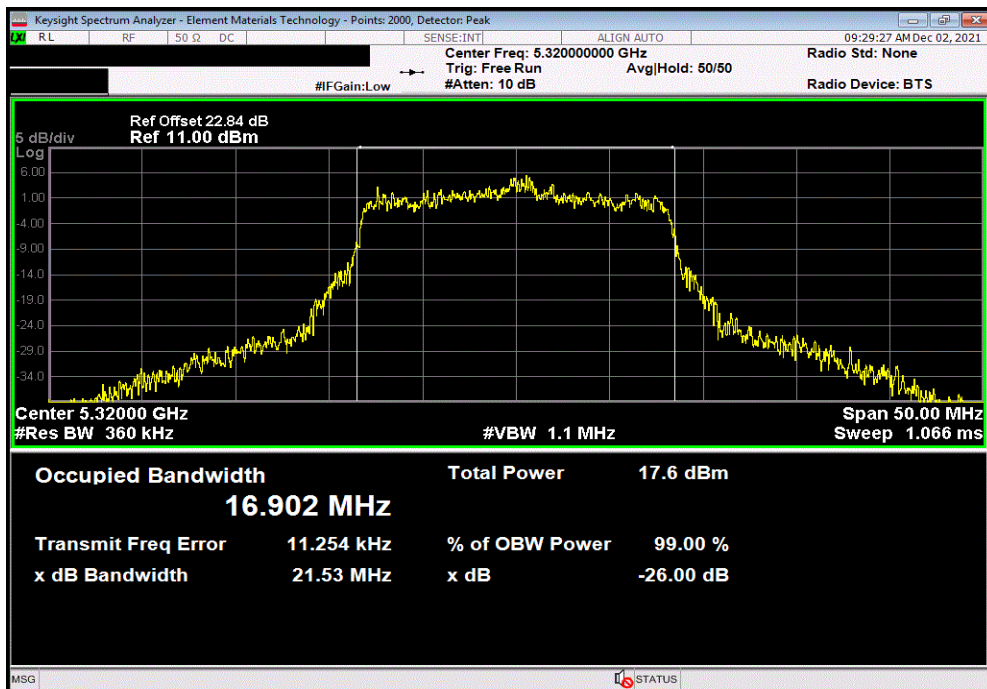 Keysight Spectrum Analyzer - Element Materials Technology - Points: 2000, Detector: Peak
LXI RL RF 50 Ω DC SENSE:INT ALIGN AUTO 09:29:27 AM Dec 02, 2021
Center Freq: 5.320000000 GHz Radio Std: None
Trig: Free Run Avg|Hold: 50/50
#IFGain:Low #Atten: 10 dB Radio Device: BTS
Ref Offset 22.84 dB
5 dB/div Ref 11.00 dBm
Log
6.00
1.00
-4.00
-9.00
-14.0
-19.0
-24.0
-29.0
-34.0
Center 5.32000 GHz Span 50.00 MHz
#Res BW 360 kHz #VBW 1.1 MHz Sweep 1.066 ms
Occupied Bandwidth Total Power 17.6 dBm
16.902 MHz
Transmit Freq Error 11.254 kHz % of OBW Power 99.00 %
x dB Bandwidth 21.53 MHz x dB -26.00 dB
MSG STATUS